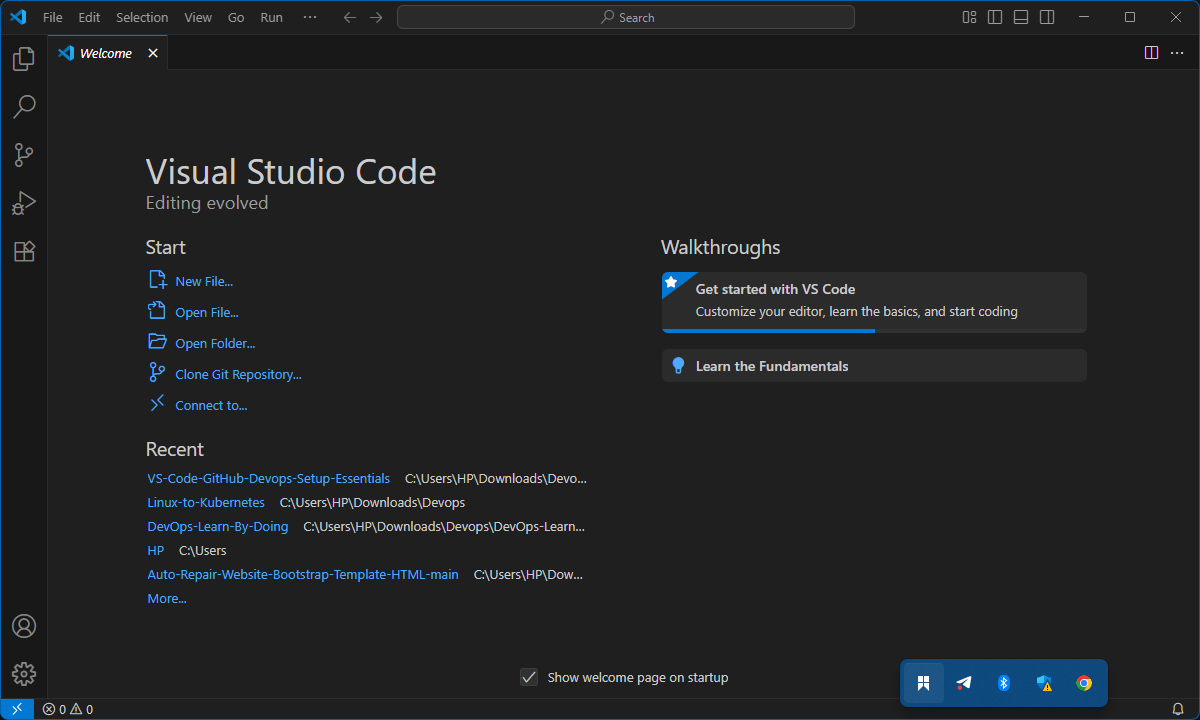 File Edit Selection View Go Run ··· Search
Welcome
Visual Studio Code
Editing evolved
Start
New File...
Open File...
Open Folder...
Clone Git Repository...
Connect to...
Recent
VS-Code-GitHub-Devops-Setup-Essentials C:\Users\HP\Downloads\Devo...
Linux-to-Kubernetes C:\Users\HP\Downloads\Devops
DevOps-Learn-By-Doing C:\Users\HP\Downloads\Devops\DevOps-Learn...
HP C:\Users
Auto-Repair-Website-Bootstrap-Template-HTML-main C:\Users\HP\Dow...
More...
Walkthroughs
Get started with VS Code
Customize your editor, learn the basics, and start coding
Learn the Fundamentals
Show welcome page on startup
0 0